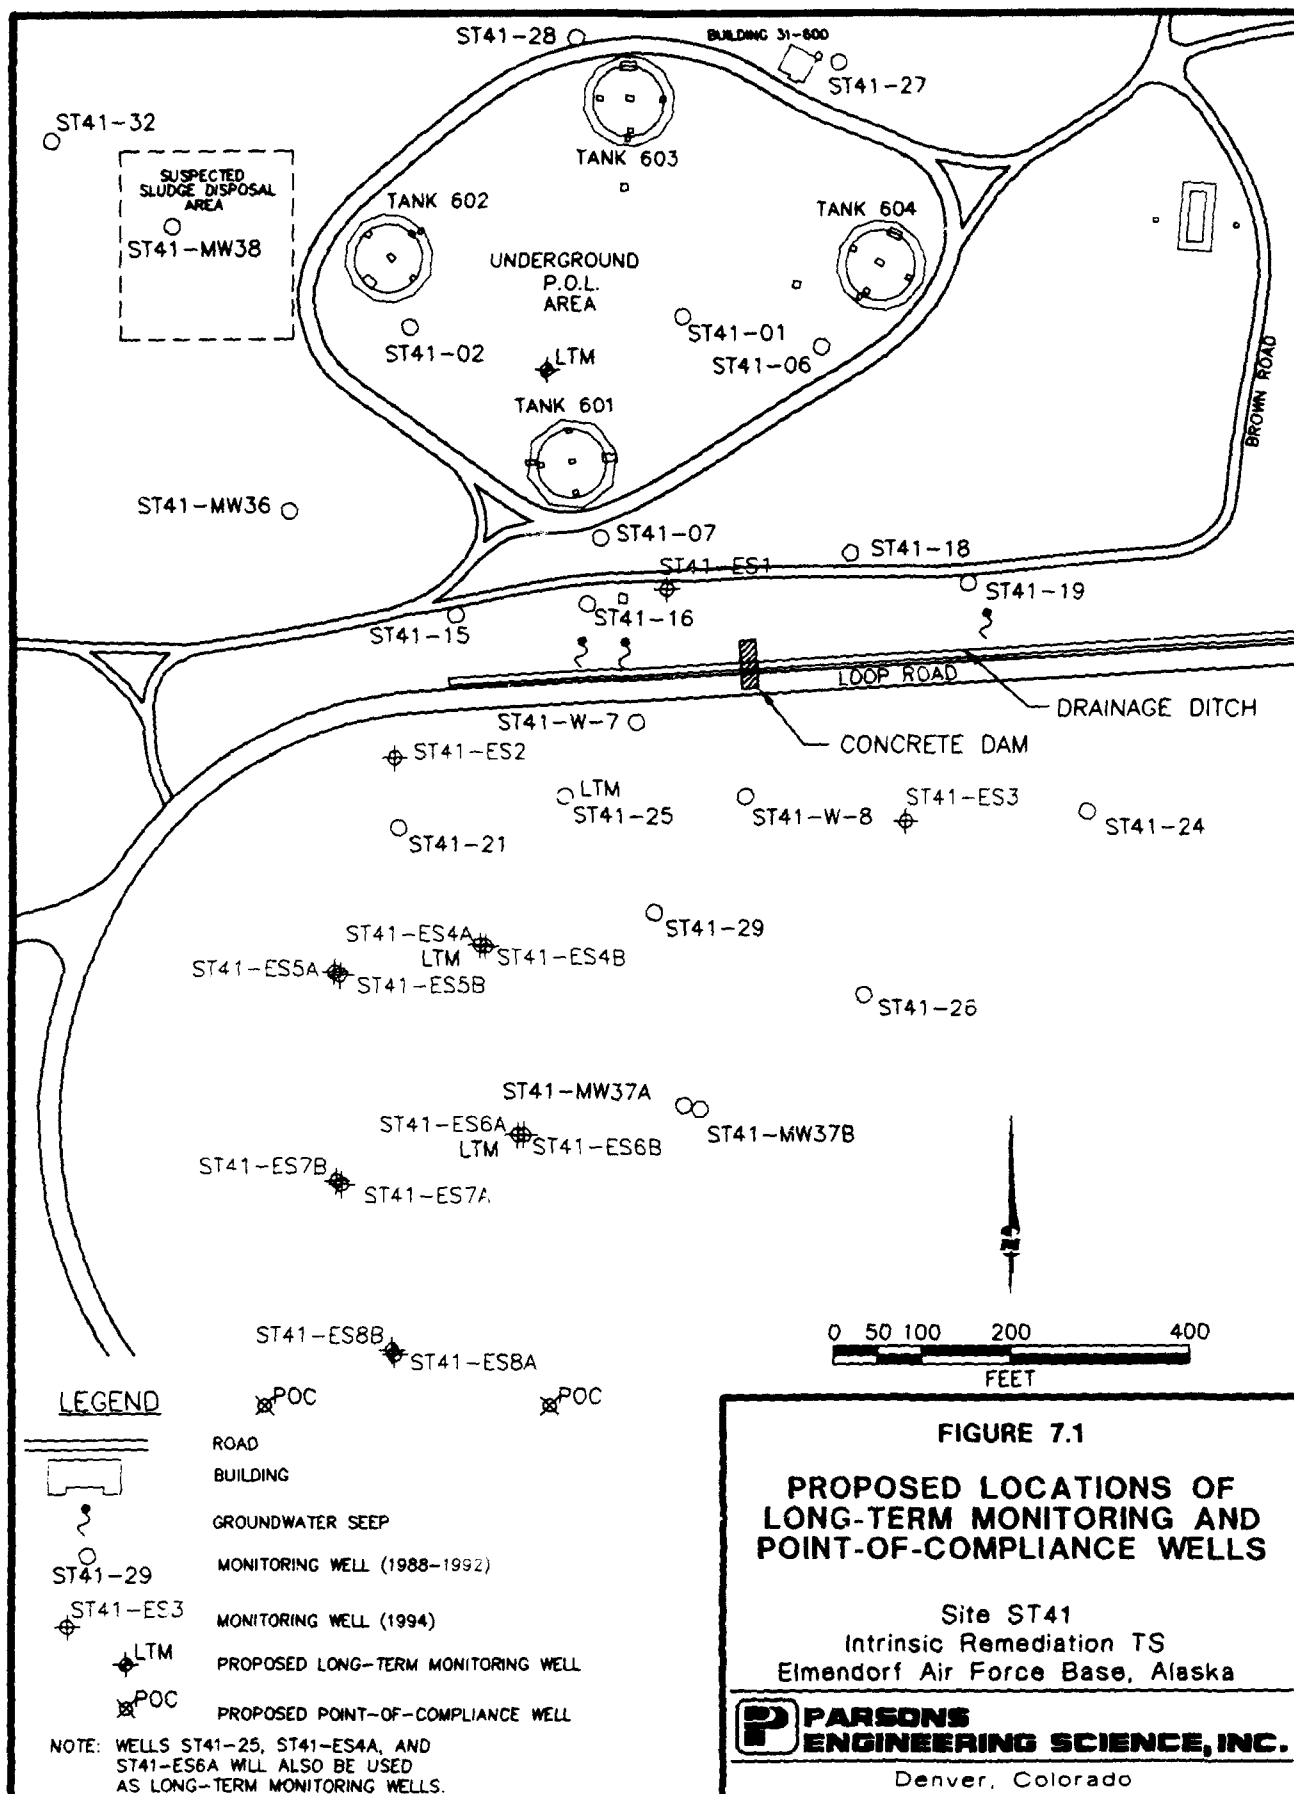 ST41-28
BUILDING 31-600
ST41-27
ST41-32
TANK 603
SUSPECTED
SLUDGE DISPOSAL
AREA
ST41-MW38
TANK 602
TANK 604
UNDERGROUND
P.O.L.
AREA
ST41-01
ST41-02
ST41-06
LTM
TANK 601
BROWN ROAD
ST41-MW36
ST41-07
ST41-18
ST41-ES1
ST41-19
ST41-16
ST41-15
LOOP ROAD
DRAINAGE DITCH
ST41-W-7
CONCRETE DAM
ST41-ES2
LTM
ST41-25
ST41-W-8
ST41-ES3
ST41-24
ST41-21
ST41-29
ST41-ES4A
LTM
ST41-ES4B
ST41-ES5A
ST41-ES5B
ST41-26
ST41-MW37A
ST41-MW37B
ST41-ES6A
LTM
ST41-ES6B
ST41-ES7B
ST41-ES7A
N
ST41-ES8B
ST41-ES8A
0 50 100 200 400
FEET
POC
POC
LEGEND
ROAD
BUILDING
GROUNDWATER SEEP
ST41-29
MONITORING WELL (1988-1992)
ST41-ES3
MONITORING WELL (1994)
LTM
PROPOSED LONG-TERM MONITORING WELL
POC
PROPOSED POINT-OF-COMPLIANCE WELL
NOTE: WELLS ST41-25, ST41-ES4A, AND
ST41-ES6A WILL ALSO BE USED
AS LONG-TERM MONITORING WELLS.
FIGURE 7.1
PROPOSED LOCATIONS OF
LONG-TERM MONITORING AND
POINT-OF-COMPLIANCE WELLS
Site ST41
Intrinsic Remediation TS
Elmendorf Air Force Base, Alaska
PARSONS
ENGINEERING SCIENCE, INC.
Denver, Colorado